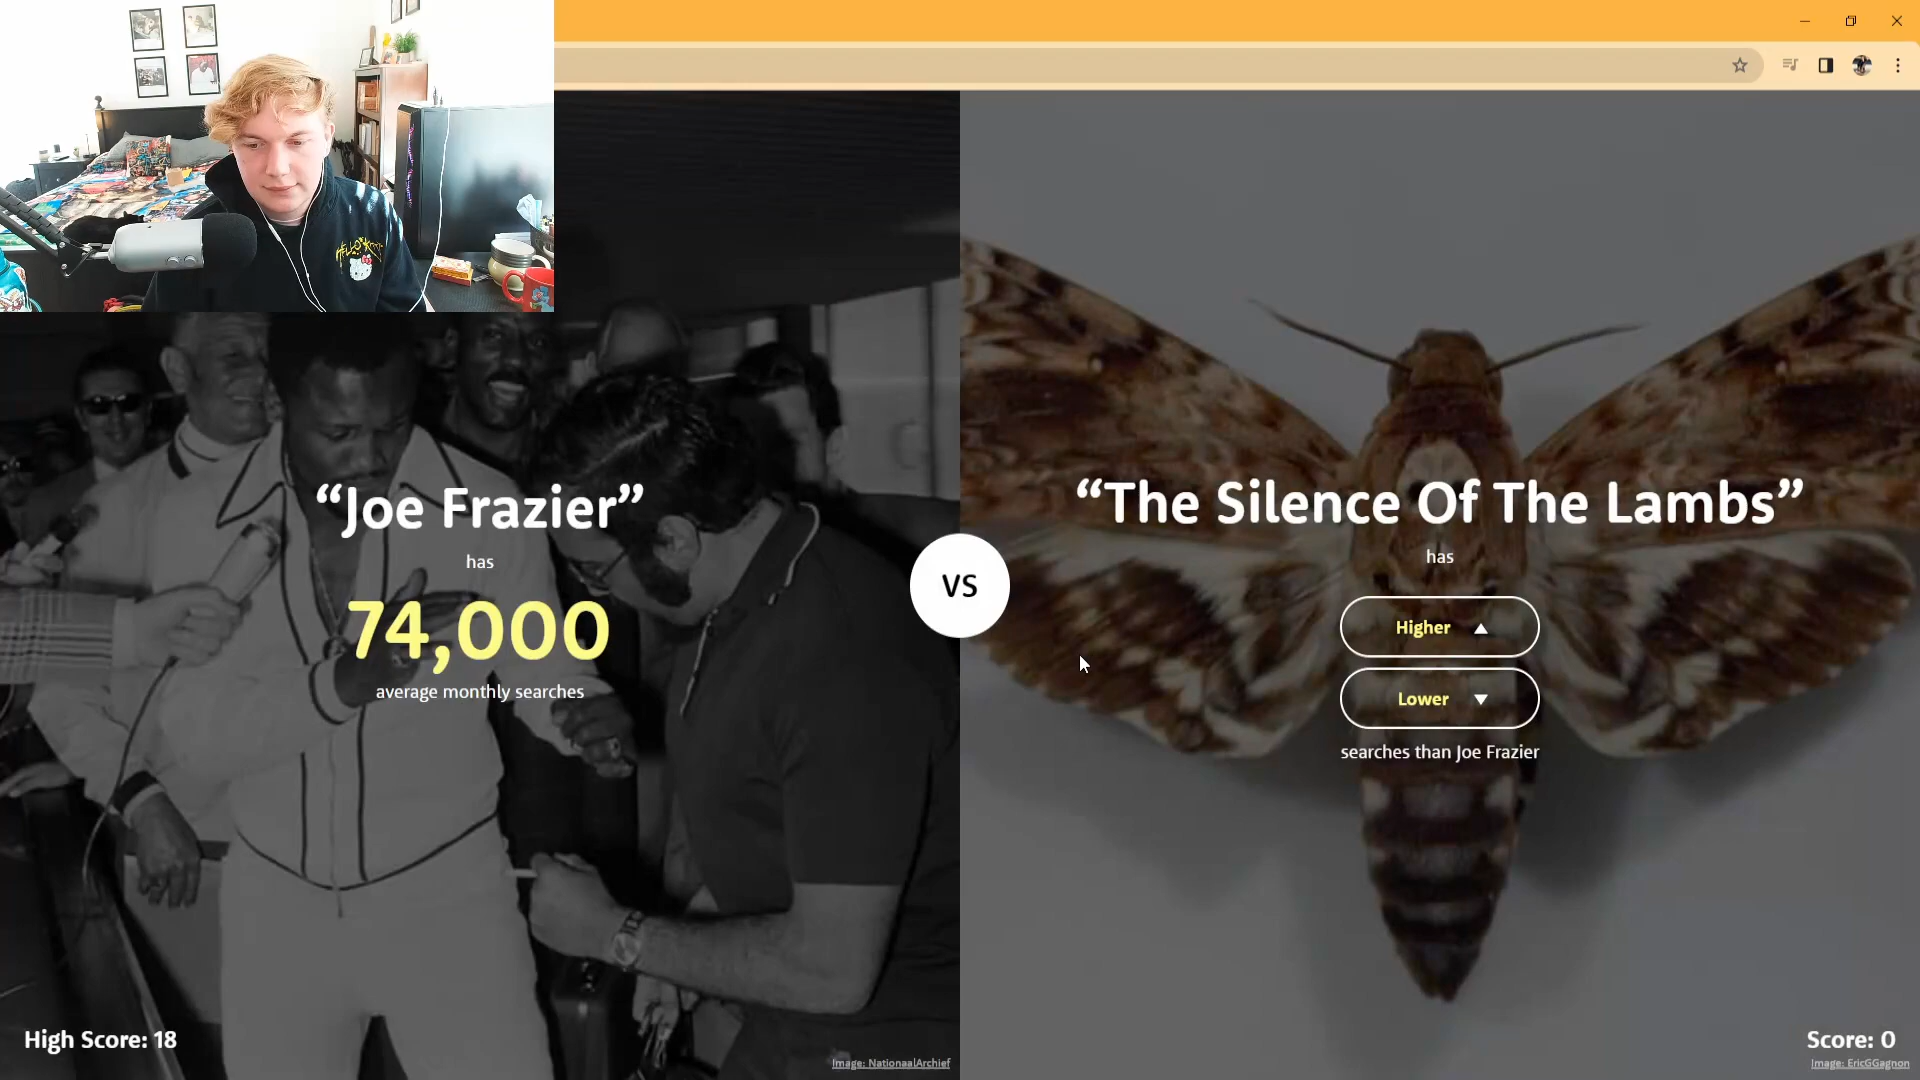 “Joe Frazier”
has
74,000
average monthly searches
VS
“The Silence Of The Lambs”
has
Higher
Lower
searches than Joe Frazier
High Score: 18
Score: 0
Image: NationaalArchief
Image: EricGGagnon